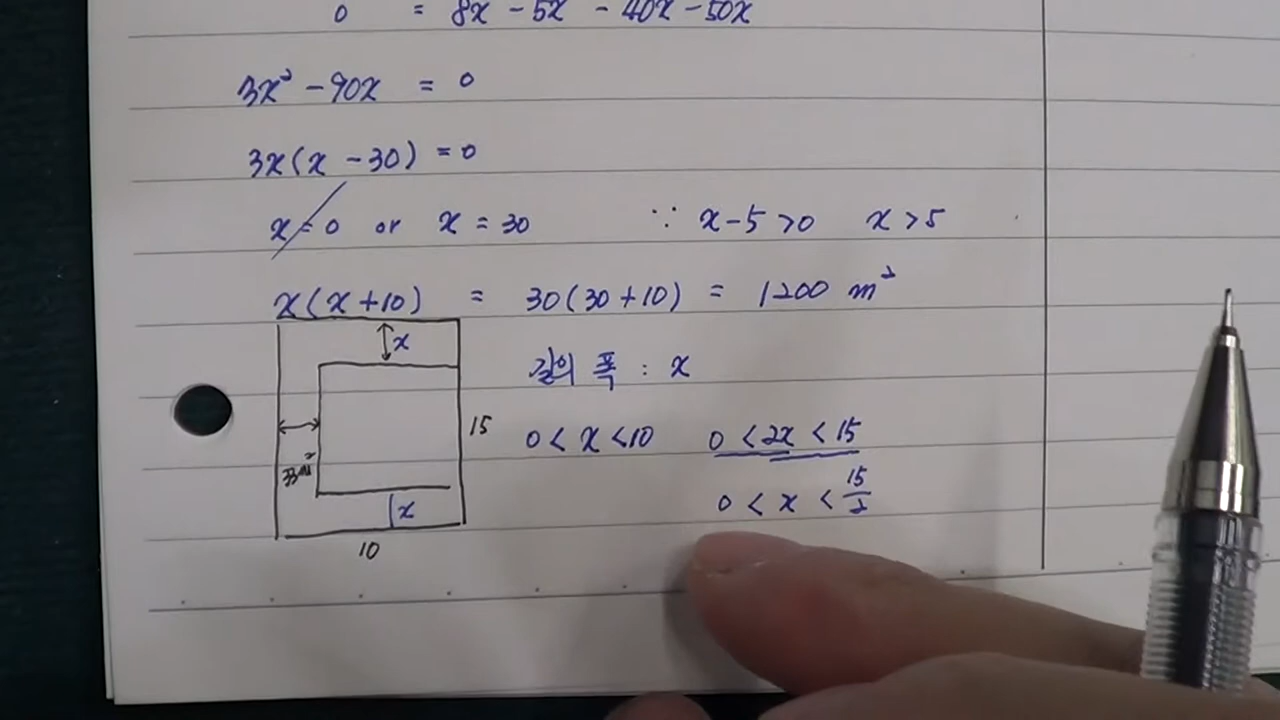 0 = 8x - 5x - 40x - 50x
3x² - 90x = 0
3x(x - 30) = 0
x = 0 or x = 30 ∵ x-5>0 x>5
x(x+10) = 30(30+10) = 1200 m²
x
길의 폭 : x
15
0 < x < 10 0 < 2x < 15
33m²
0 < x < 15/2
x
10